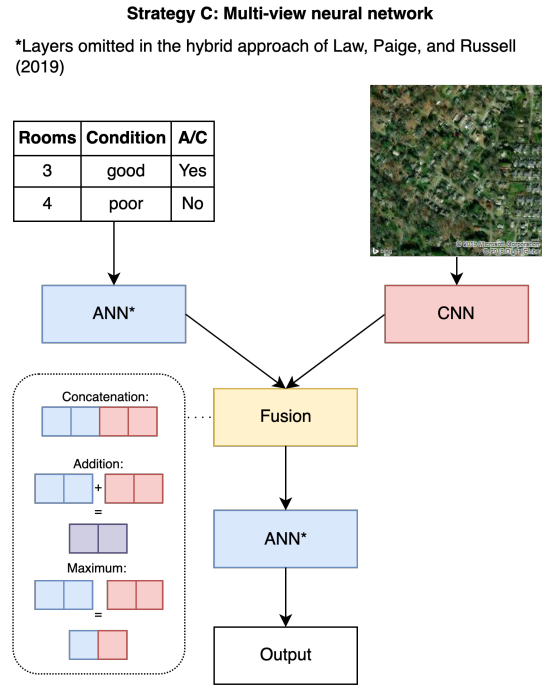 Strategy C: Multi-view neural network
*Layers omitted in the hybrid approach of Law, Paige, and Russell
(2019)
Rooms Condition A/C
3 good Yes
4 poor No
ANN*
CNN
Concatenation:
Fusion
Addition:
+
=
ANN*
Maximum:
=
Output